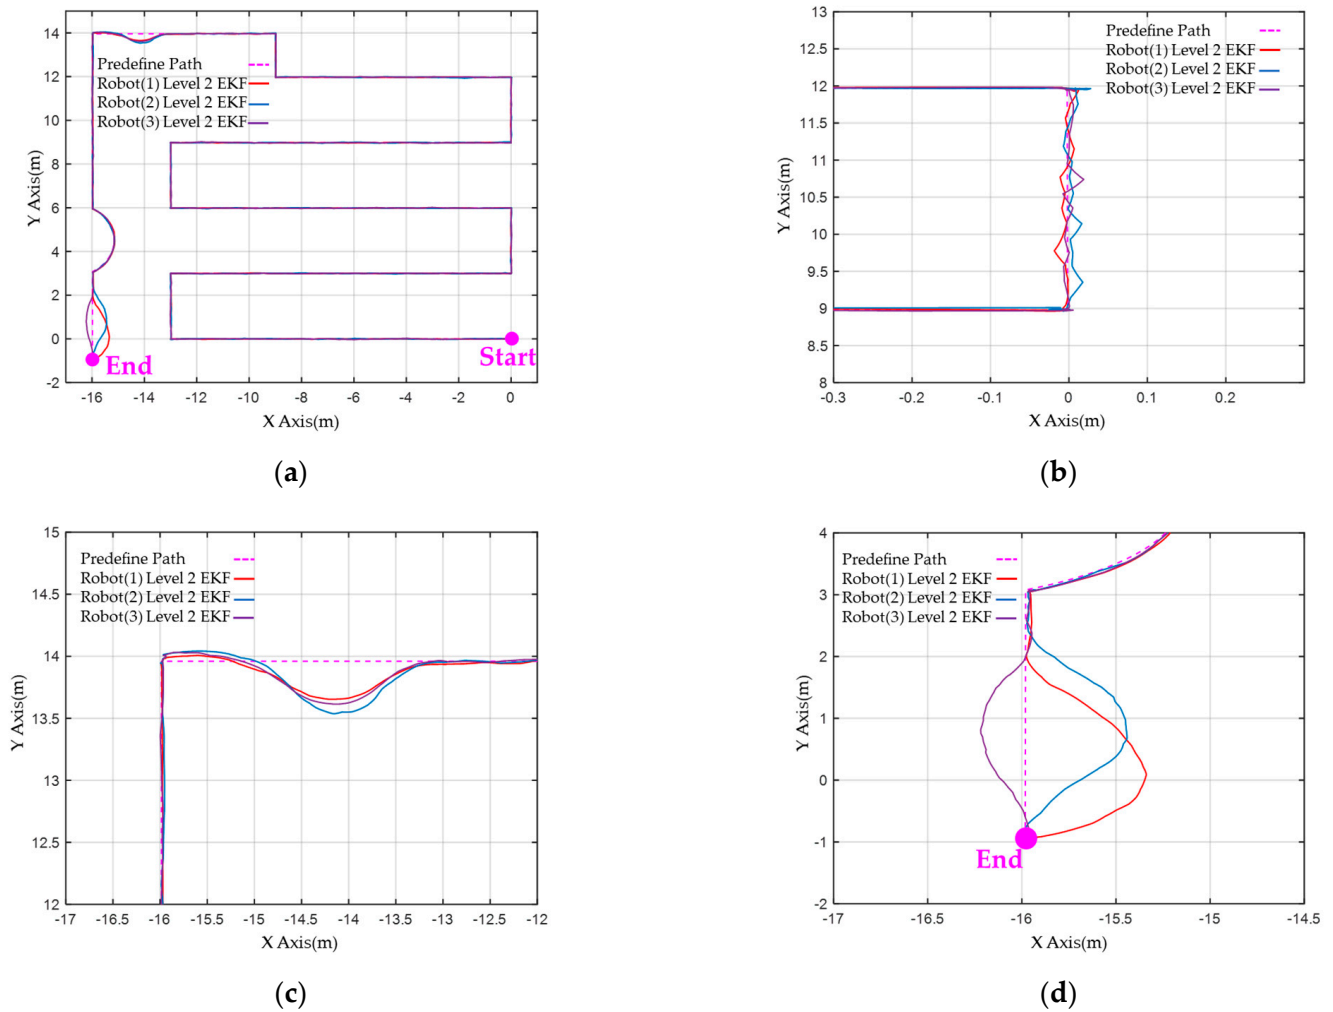 14
12
10
8
6
4
2
0
-2
Y Axis(m)
Predefine Path
Robot(1) Level 2 EKF
Robot(2) Level 2 EKF
Robot(3) Level 2 EKF
End
Start
-16 -14 -12 -10 -8 -6 -4 -2 0
X Axis(m)
(a)
13
12
11.5
11
10.5
10
9.5
9
8.5
8
Y Axis(m)
Predefine Path
Robot(1) Level 2 EKF
Robot(2) Level 2 EKF
Robot(3) Level 2 EKF
-0.3 -0.2 -0.1 0 0.1 0.2
X Axis(m)
(b)
15
14.5
14
13.5
13
12.5
12
Y Axis(m)
Predefine Path
Robot(1) Level 2 EKF
Robot(2) Level 2 EKF
Robot(3) Level 2 EKF
-17 -16.5 -16 -15.5 -15 -14.5 -14 -13.5 -13 -12.5 -12
X Axis(m)
(c)
4
3
2
1
0
-1
-2
Y Axis(m)
Predefine Path
Robot(1) Level 2 EKF
Robot(2) Level 2 EKF
Robot(3) Level 2 EKF
End
-17 -16.5 -16 -15.5 -15 -14.5
X Axis(m)
(d)